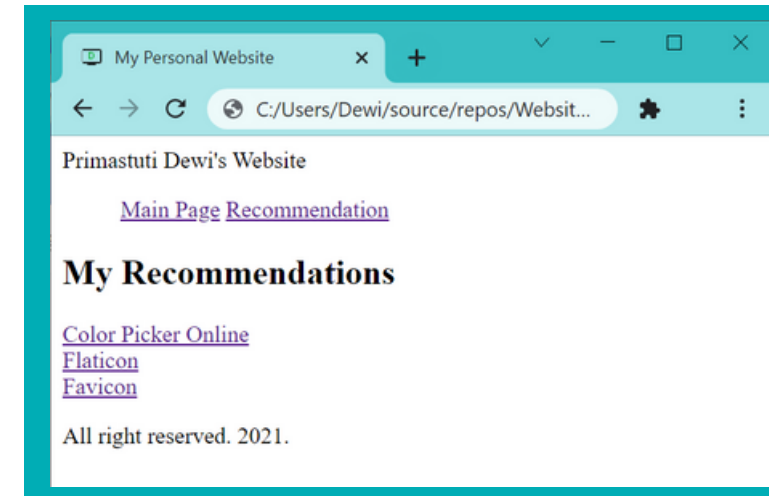 My Personal Website
C:/Users/Dewi/source/repos/Websit...
Primastuti Dewi's Website
Main Page Recommendation
My Recommendations
Color Picker Online
Flaticon
Favicon
All right reserved. 2021.